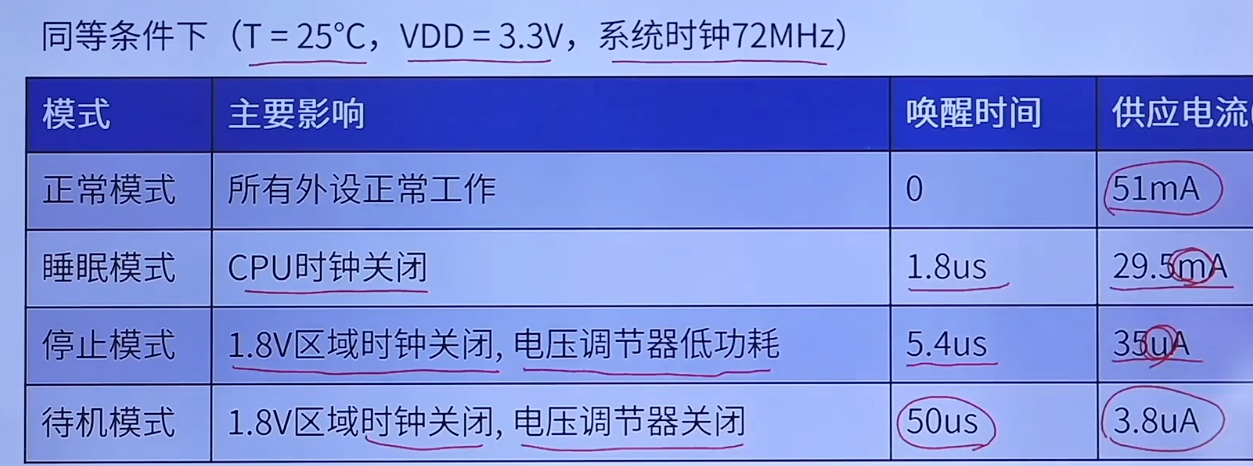 同等条件下（T = 25℃，VDD = 3.3V，系统时钟72MHz）
模式 主要影响 唤醒时间 供应电流(
正常模式 所有外设正常工作 0 51mA
睡眠模式 CPU时钟关闭 1.8us 29.5mA
停止模式 1.8V区域时钟关闭, 电压调节器低功耗 5.4us 35uA
待机模式 1.8V区域时钟关闭, 电压调节器关闭 50us 3.8uA